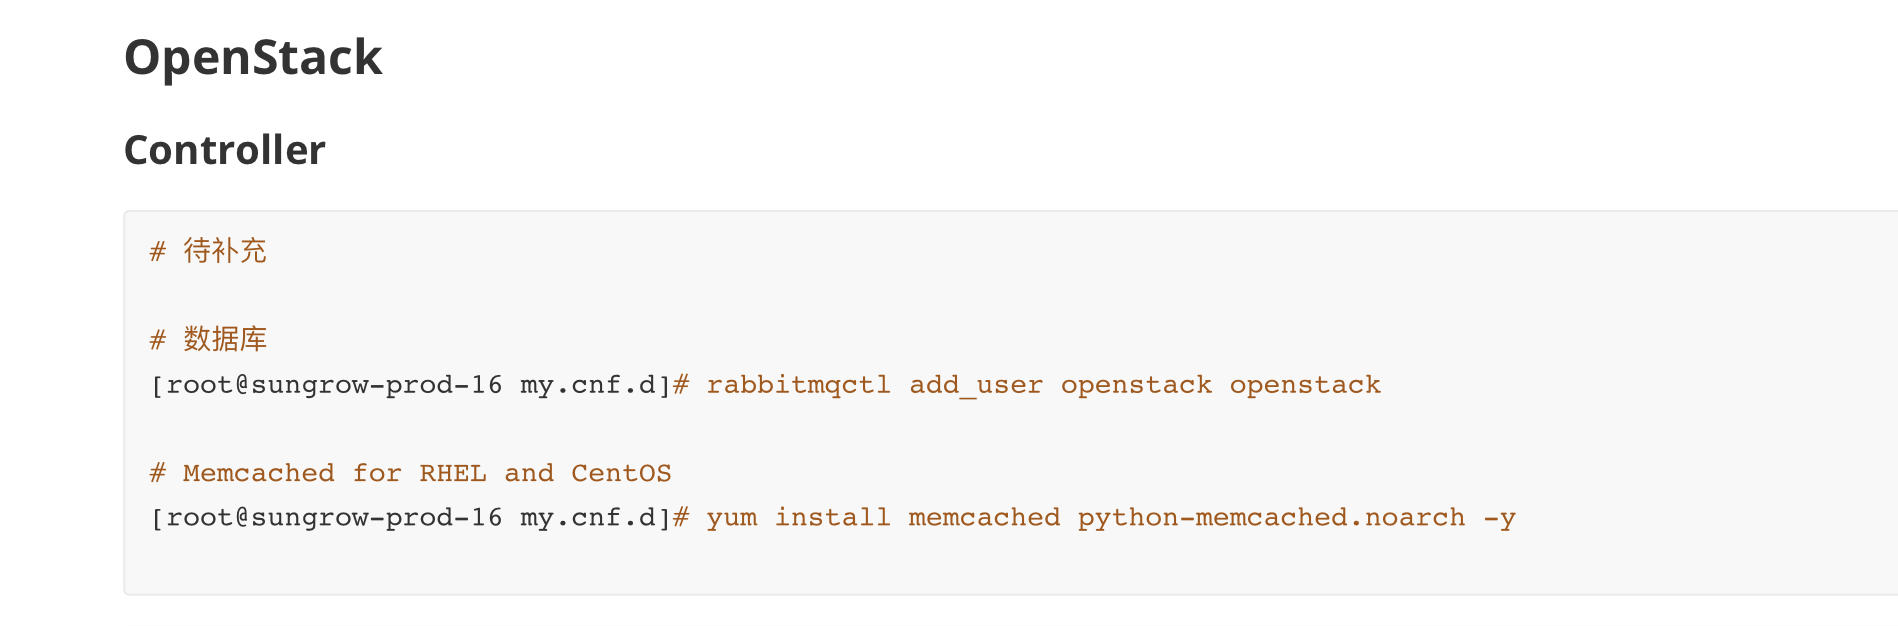 OpenStack
Controller
# 待补充
# 数据库
[root@sungrow-prod-16 my.cnf.d]# rabbitmqctl add_user openstack openstack
# Memcached for RHEL and CentOS
[root@sungrow-prod-16 my.cnf.d]# yum install memcached python-memcached.noarch -y